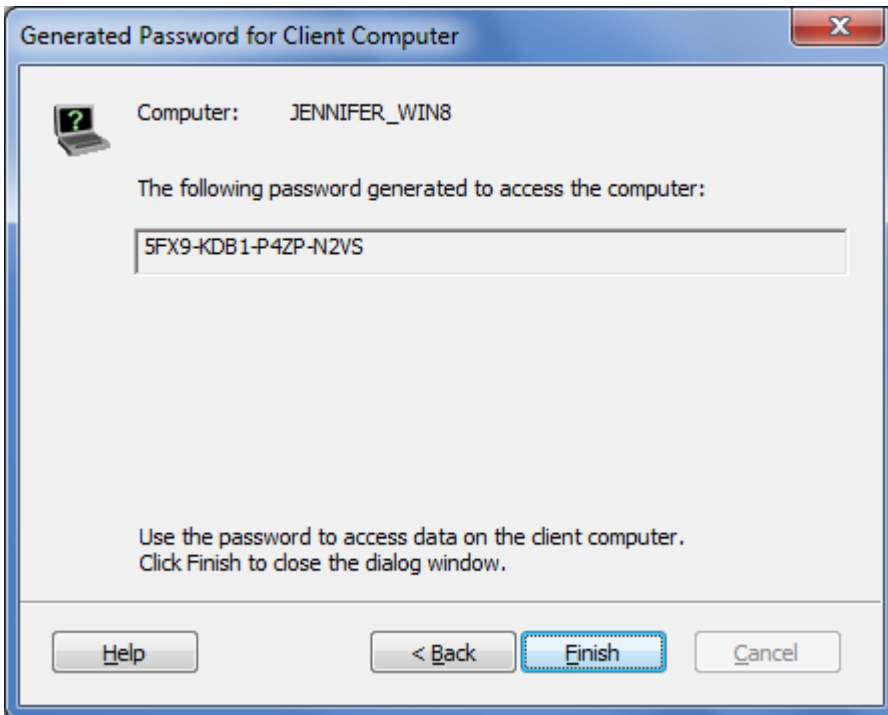 Generated Password for Client Computer
Computer: JENNIFER_WIN8
The following password generated to access the computer:
5FX9-KDB1-P4ZP-N2VS
Use the password to access data on the client computer.
Click Finish to close the dialog window.
Help < Back Finish Cancel